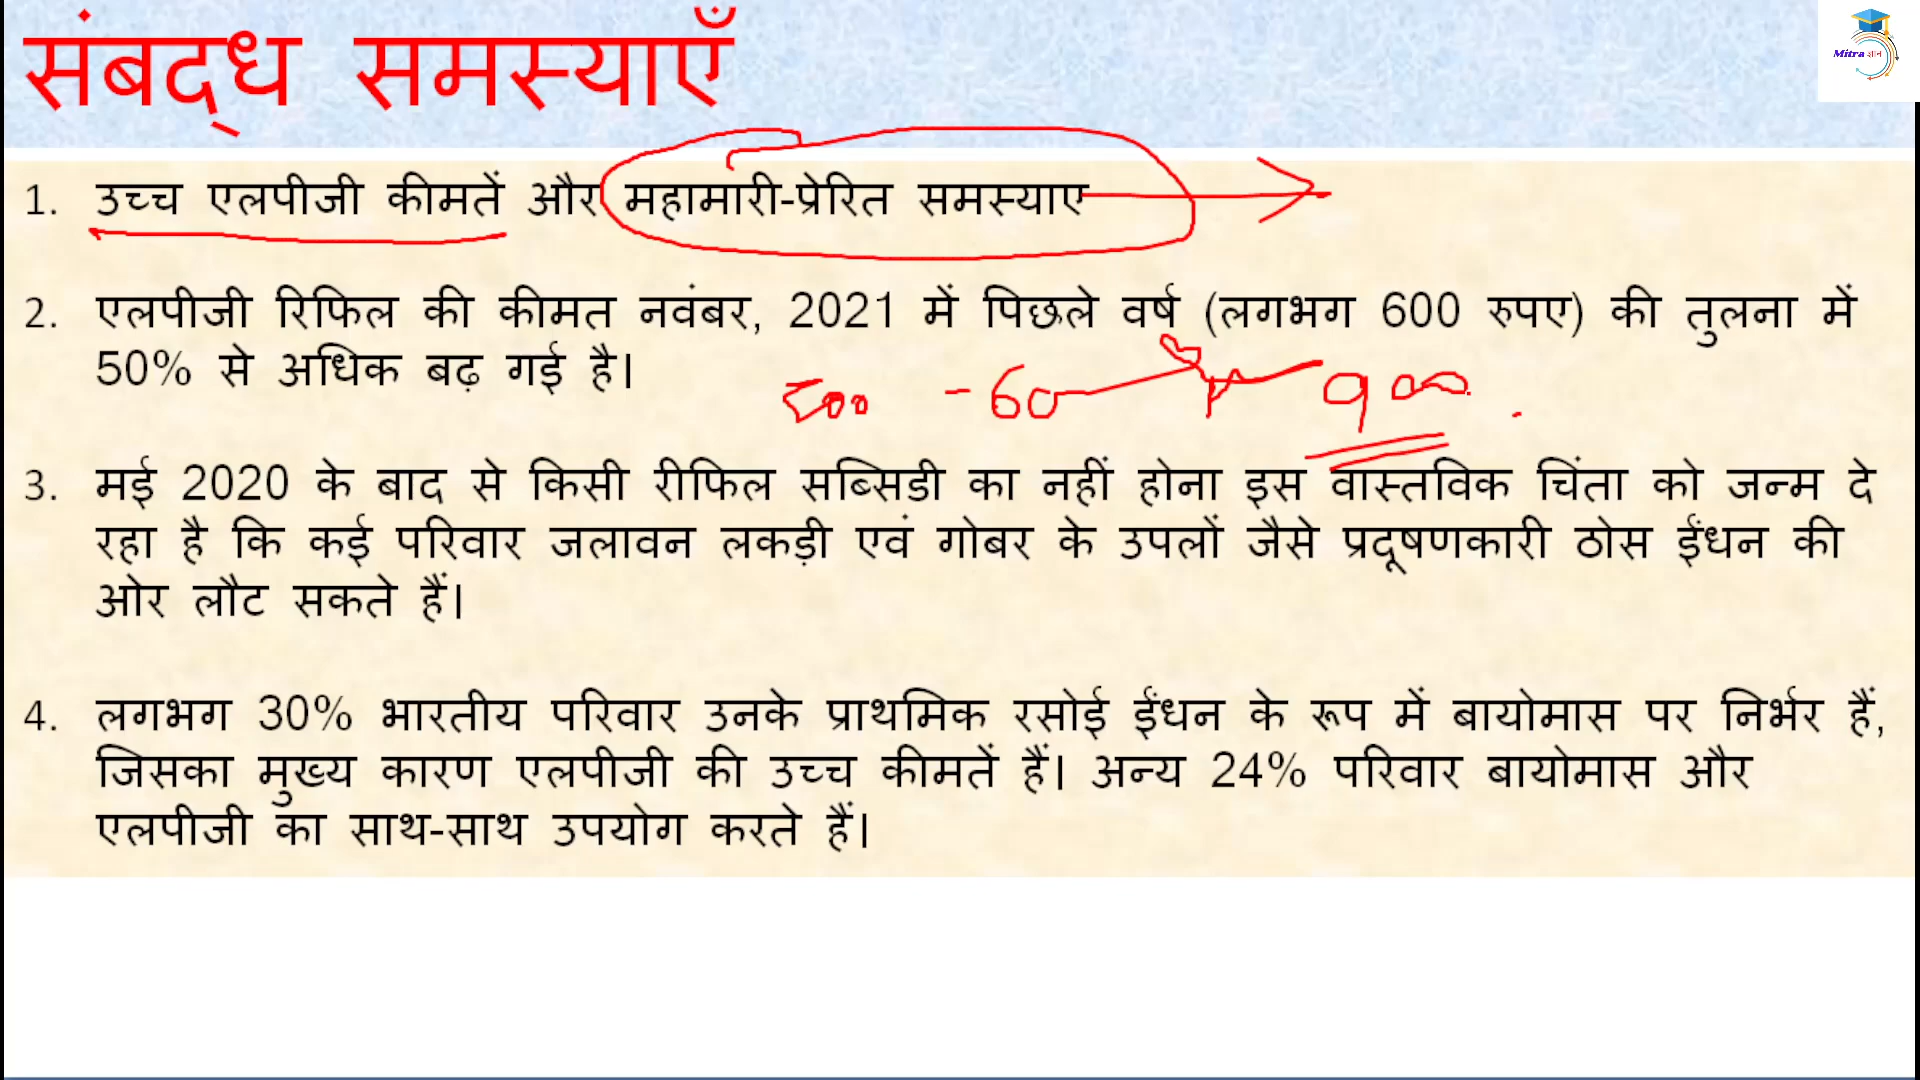 संबद्ध समस्याएँ
Mitra ज्ञान
1. उच्च एलपीजी कीमतें और महामारी-प्रेरित समस्याए
2. एलपीजी रिफिल की कीमत नवंबर, 2021 में पिछले वर्ष (लगभग 600 रुपए) की तुलना में
50% से अधिक बढ़ गई है।
- 60
900
3. मई 2020 के बाद से किसी रीफिल सब्सिडी का नहीं होना इस वास्तविक चिंता को जन्म दे
रहा है कि कई परिवार जलावन लकड़ी एवं गोबर के उपलों जैसे प्रदूषणकारी ठोस ईंधन की
ओर लौट सकते हैं।
4. लगभग 30% भारतीय परिवार उनके प्राथमिक रसोई ईंधन के रूप में बायोमास पर निर्भर हैं,
जिसका मुख्य कारण एलपीजी की उच्च कीमतें हैं। अन्य 24% परिवार बायोमास और
एलपीजी का साथ-साथ उपयोग करते हैं।